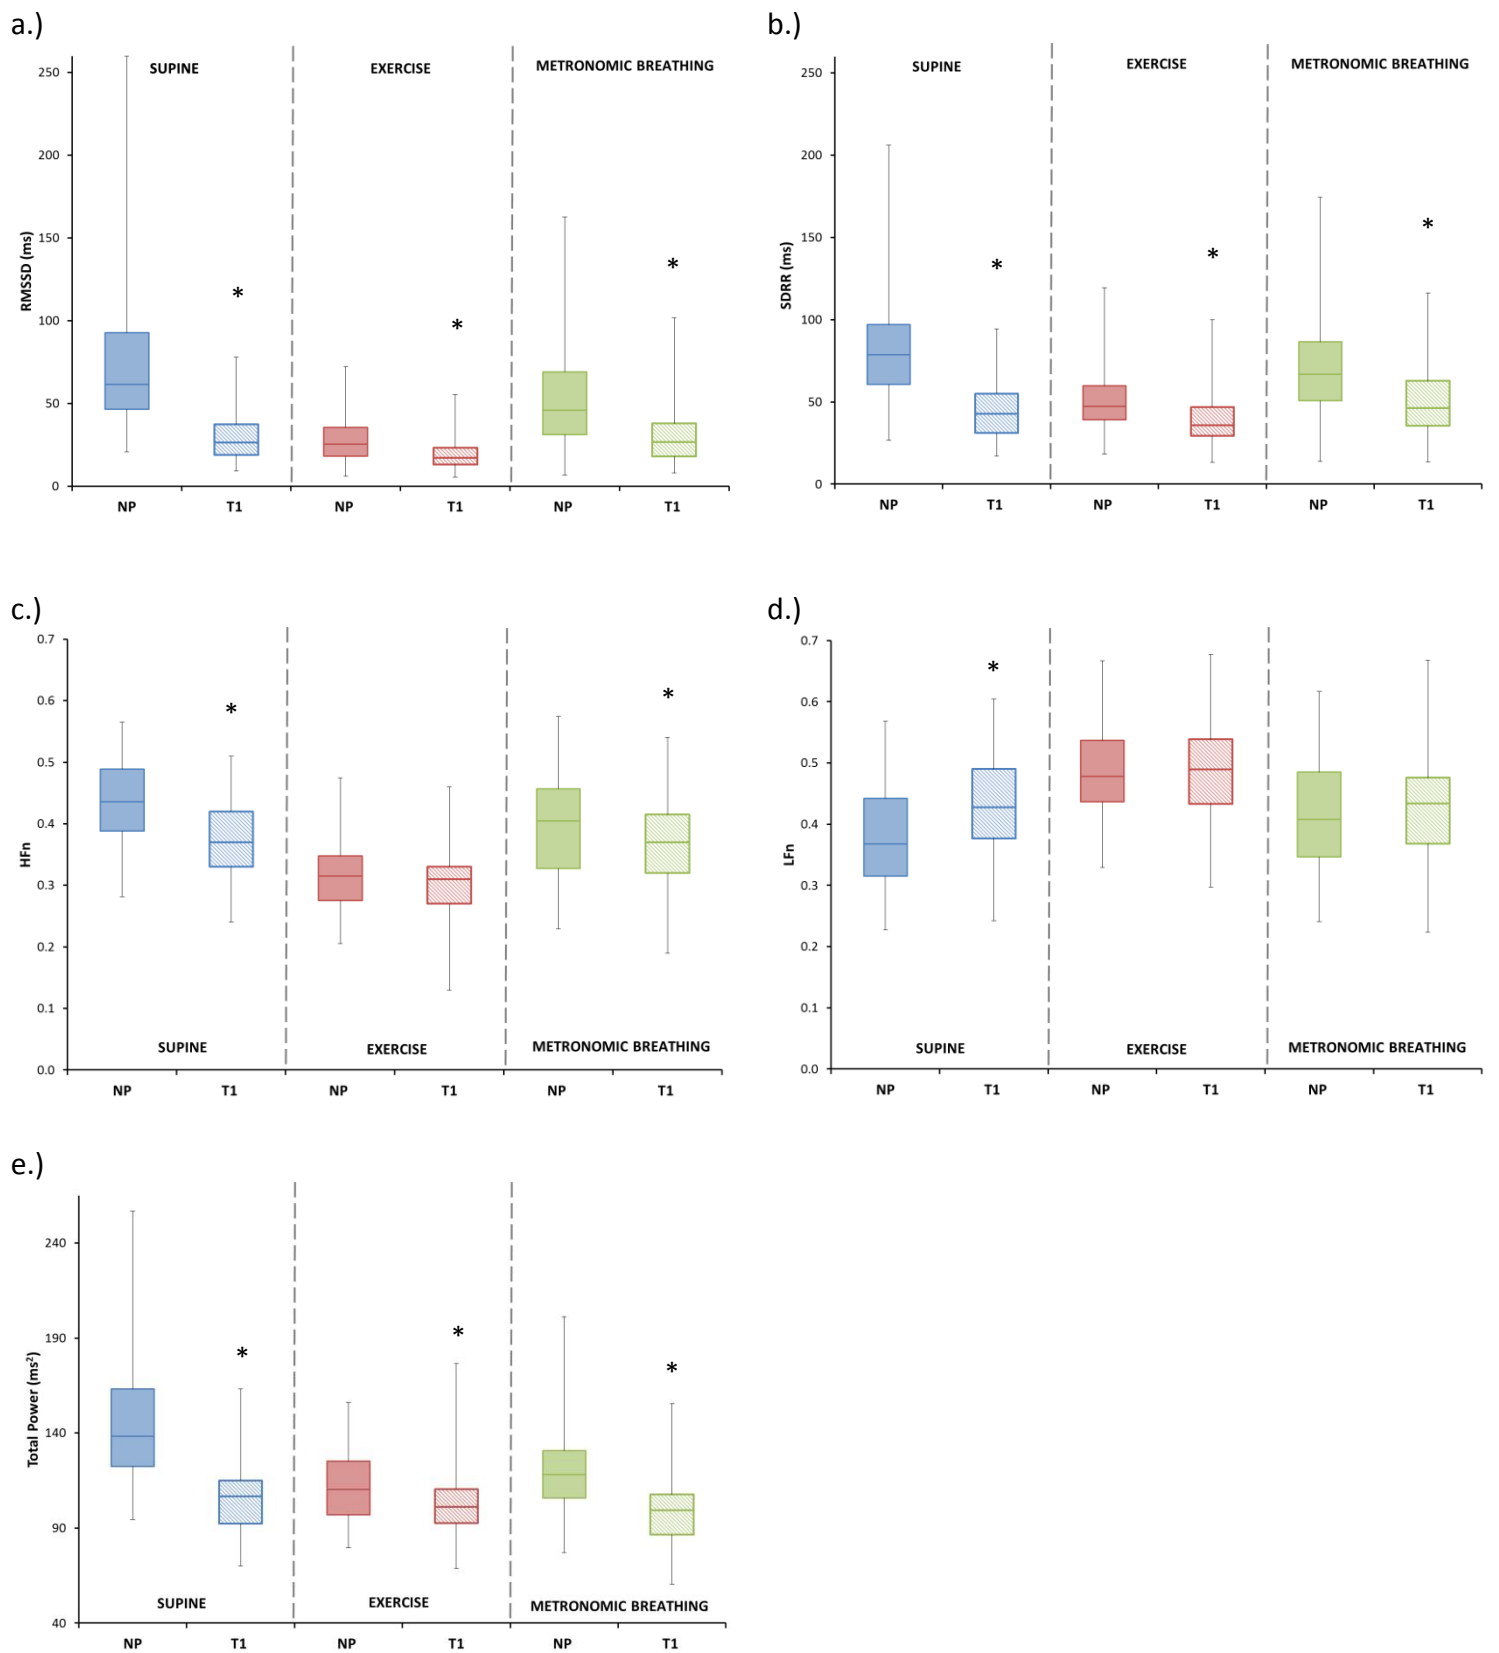 a.)
SUPINE
EXERCISE
METRONOMIC BREATHING
250
200
150
100
50
0
RMSSD (ms)
*
*
*
NP
T1
NP
T1
NP
T1
b.)
SUPINE
EXERCISE
METRONOMIC BREATHING
250
200
150
100
50
0
SDRR (ms)
*
*
*
NP
T1
NP
T1
NP
T1
c.)
0.7
0.6
0.5
0.4
0.3
0.2
0.1
0.0
HFn
*
*
SUPINE
EXERCISE
METRONOMIC BREATHING
NP
T1
NP
T1
NP
T1
d.)
0.7
0.6
0.5
0.4
0.3
0.2
0.1
0.0
LFn
*
SUPINE
EXERCISE
METRONOMIC BREATHING
NP
T1
NP
T1
NP
T1
e.)
240
190
140
90
40
Total Power (ms²)
*
*
*
SUPINE
EXERCISE
METRONOMIC BREATHING
NP
T1
NP
T1
NP
T1